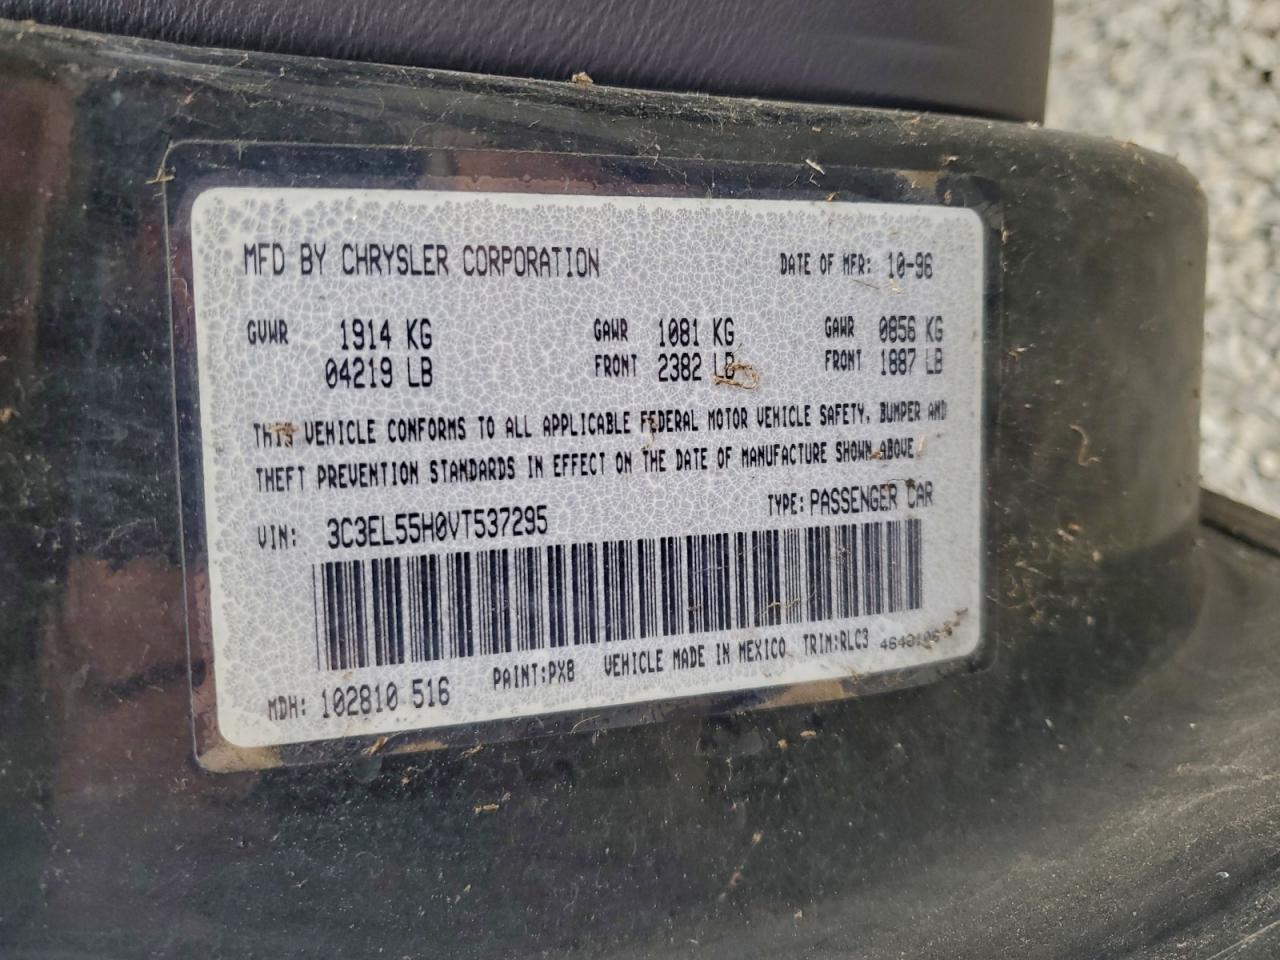 MFD BY CHRYSLER CORPORATION DATE OF MFR: 10-96
GVWR 1914 KG GAWR 1081 KG GAWR 0856 KG
04219 LB FRONT 2382 LB FRONT 1887 LB
THIS VEHICLE CONFORMS TO ALL APPLICABLE FEDERAL MOTOR VEHICLE SAFETY, BUMPER AND
THEFT PREVENTION STANDARDS IN EFFECT ON THE DATE OF MANUFACTURE SHOWN ABOVE
VIN: 3C3EL55H0VT537295 TYPE: PASSENGER CAR
MDH: 102810 516 PAINT:PX8 VEHICLE MADE IN MEXICO TRIM:RLC3